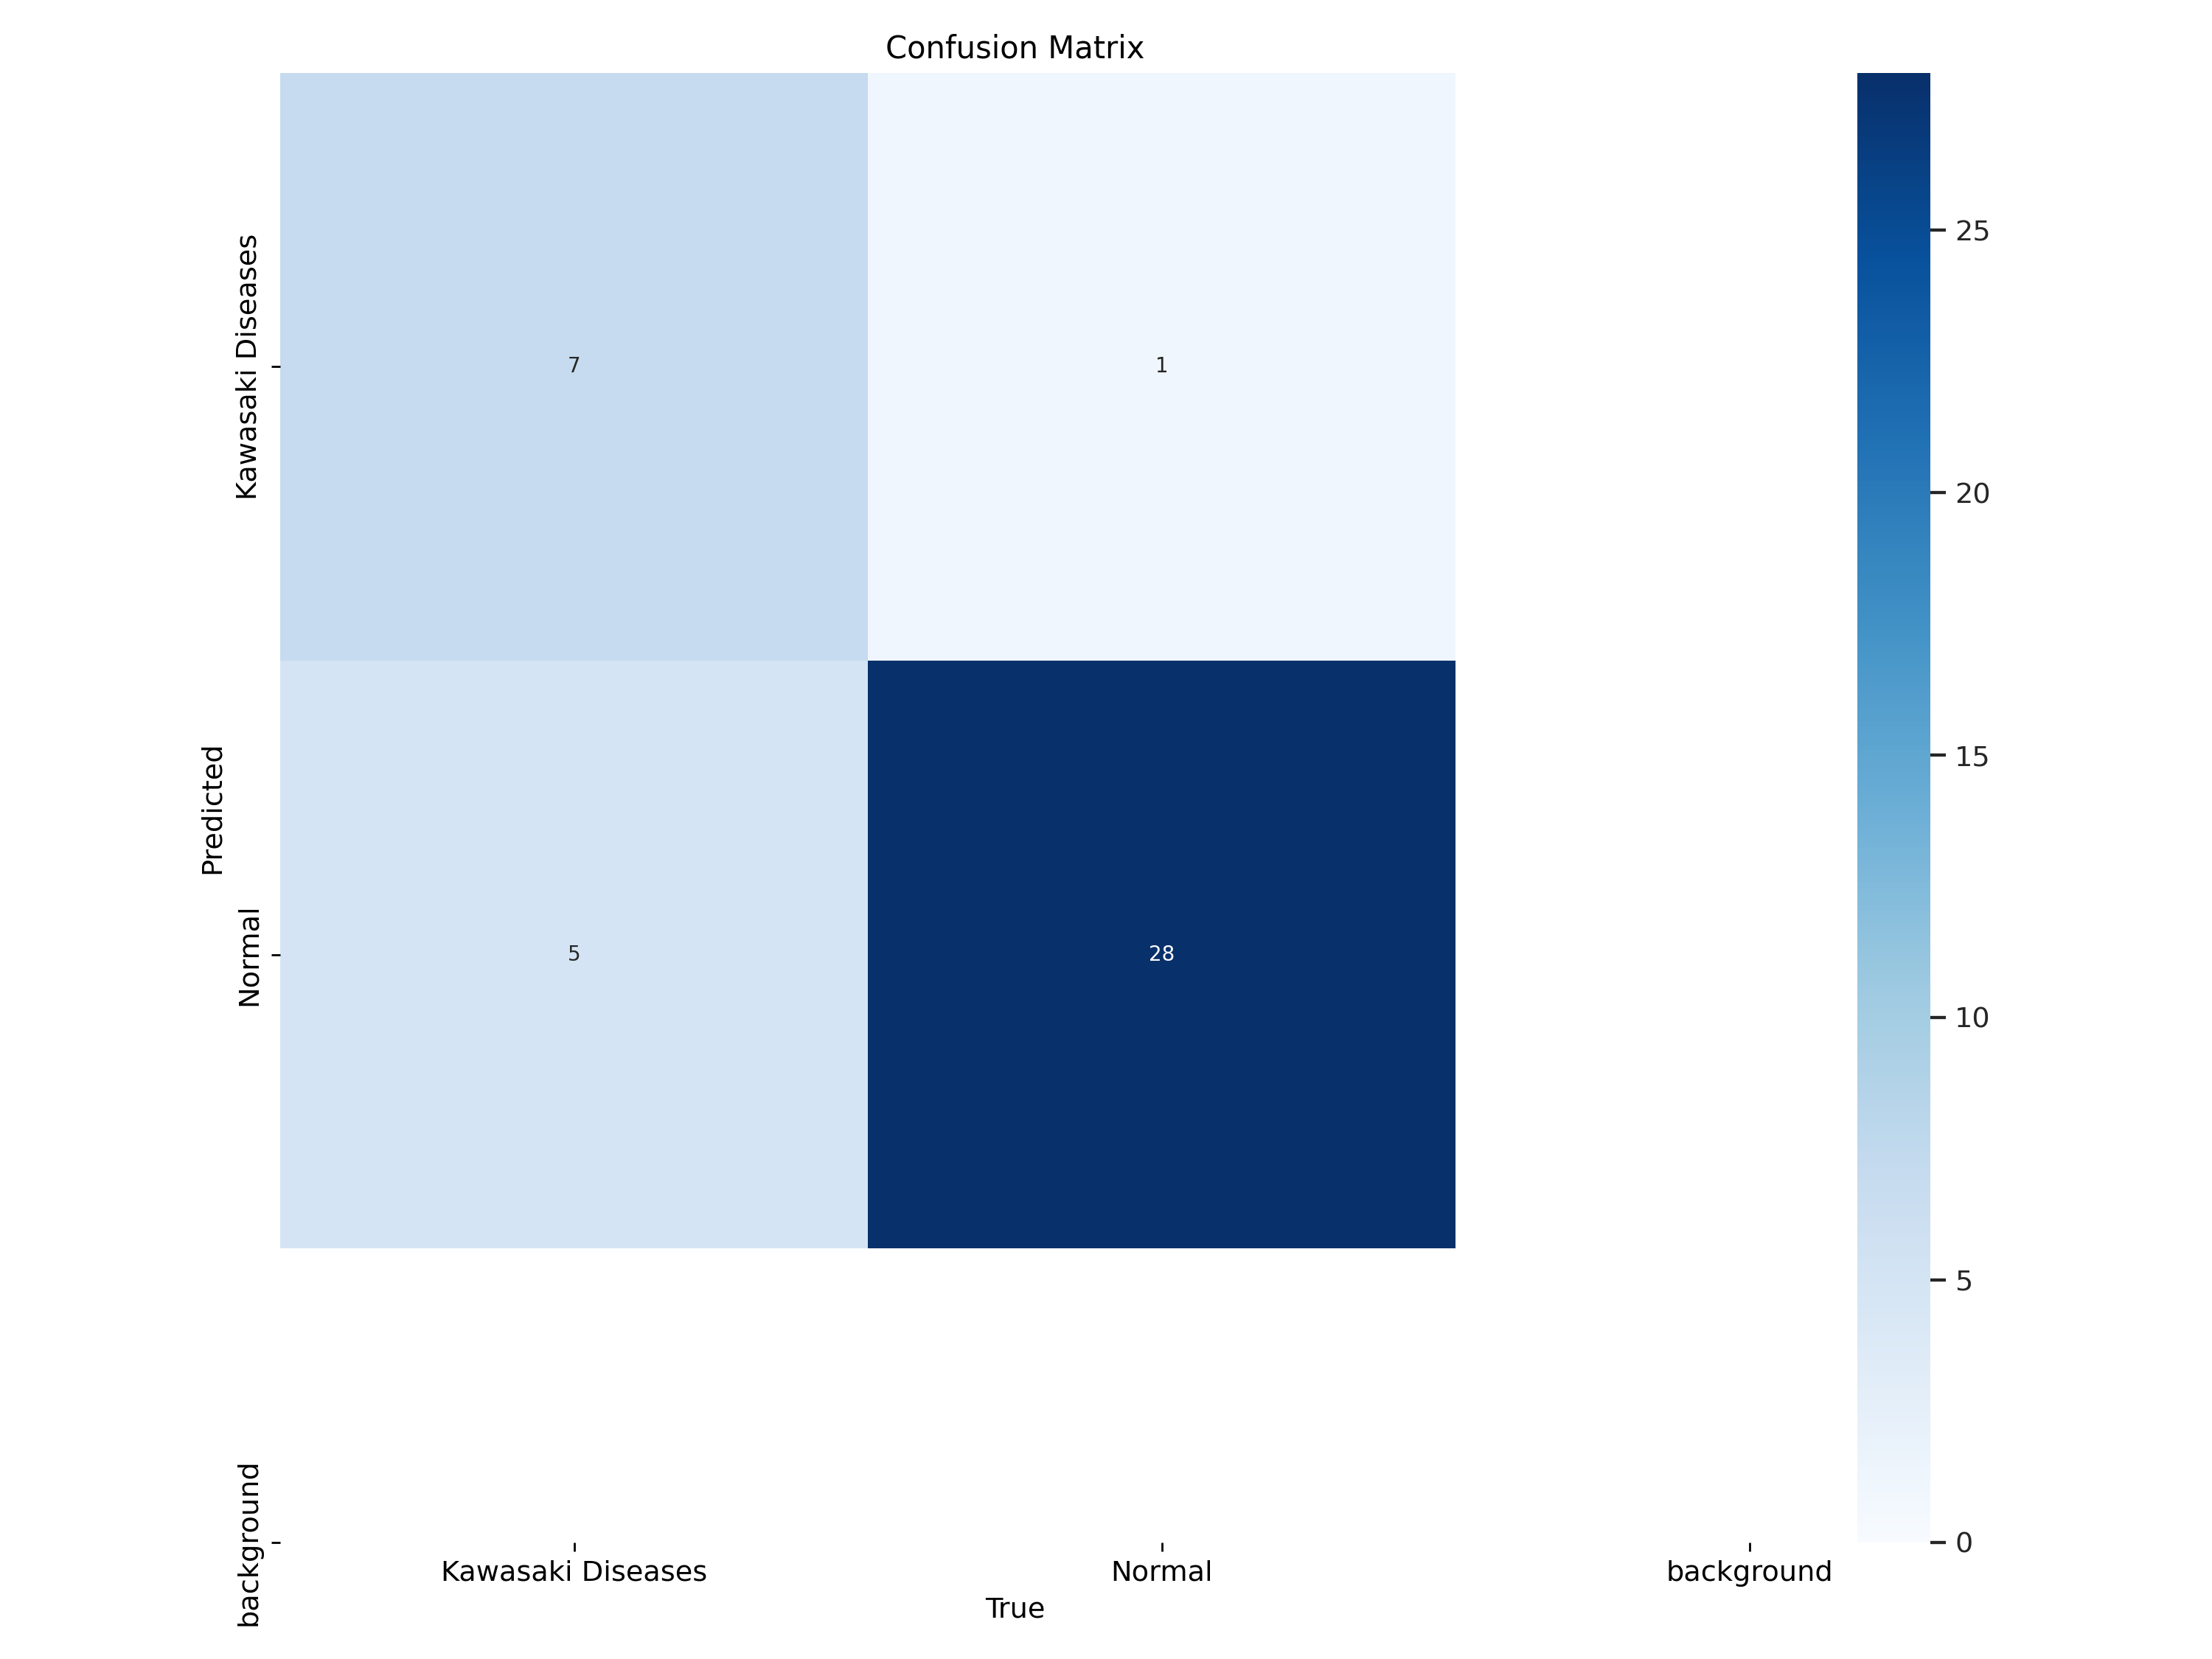 Confusion Matrix
Kawasaki Diseases
7
1
25
20
15
Predicted
Normal
5
28
10
5
background
0
Kawasaki Diseases
Normal
background
True